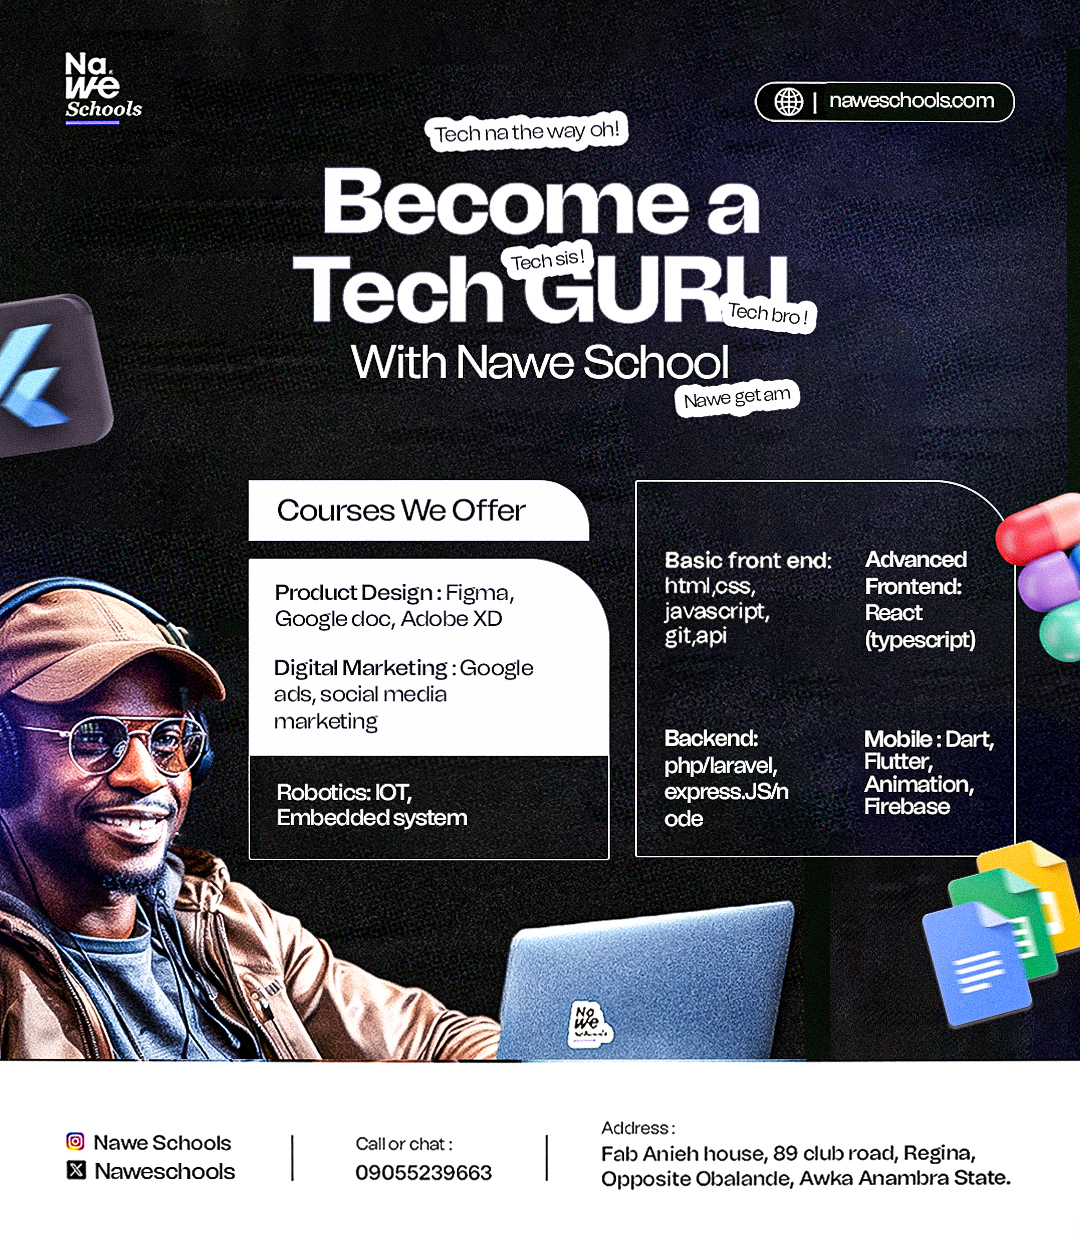 Na.
We
Schools
naweschools.com
Tech na the way oh!
Become a
Tech sis!
Tech GURU
Tech bro!
With Nawe School
Nawe get am
Courses We Offer
Product Design : Figma,
Google doc, Adobe XD
Digital Marketing : Google
ads, social media
marketing
Robotics: IOT,
Embedded system
Basic front end:
html,css,
javascript,
git,api
Advanced
Frontend:
React
(typescript)
Backend:
php/laravel,
express.JS/n
ode
Mobile : Dart,
Flutter,
Animation,
Firebase
Na
We
Schools
Nawe Schools
Naweschools
Call or chat :
09055239663
Address :
Fab Anieh house, 89 club road, Regina,
Opposite Obalande, Awka Anambra State.